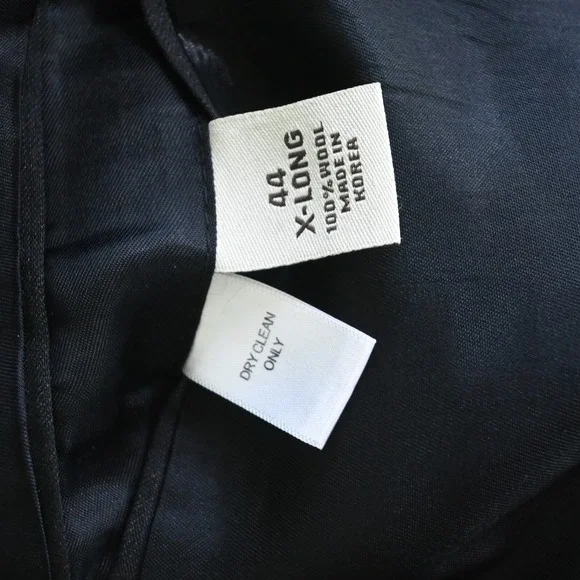 44
X-LONG
100% WOOL
MADE IN
KOREA
DRY CLEAN
ONLY